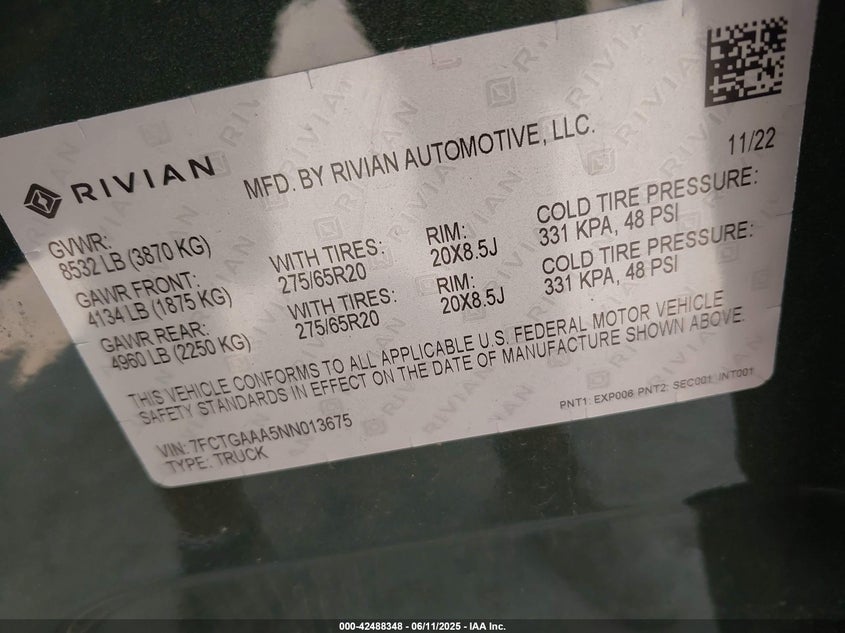 RIVIAN
MFD. BY RIVIAN AUTOMOTIVE, LLC.
11/22
GVWR:
8532 LB (3870 KG)
GAWR FRONT:
4134 LB (1875 KG)
WITH TIRES:
275/65R20
RIM:
20X8.5J
COLD TIRE PRESSURE:
331 KPA, 48 PSI
GAWR REAR:
4960 LB (2250 KG)
WITH TIRES:
275/65R20
RIM:
20X8.5J
COLD TIRE PRESSURE:
331 KPA, 48 PSI
THIS VEHICLE CONFORMS TO ALL APPLICABLE U.S. FEDERAL MOTOR VEHICLE
SAFETY STANDARDS IN EFFECT ON THE DATE OF MANUFACTURE SHOWN ABOVE.
PNT1: EXP006 PNT2: SEC001 INT001
VIN: 7FCTGAAA5NN013675
TYPE: TRUCK
000-42488348 - 06/11/2025 - IAA Inc.